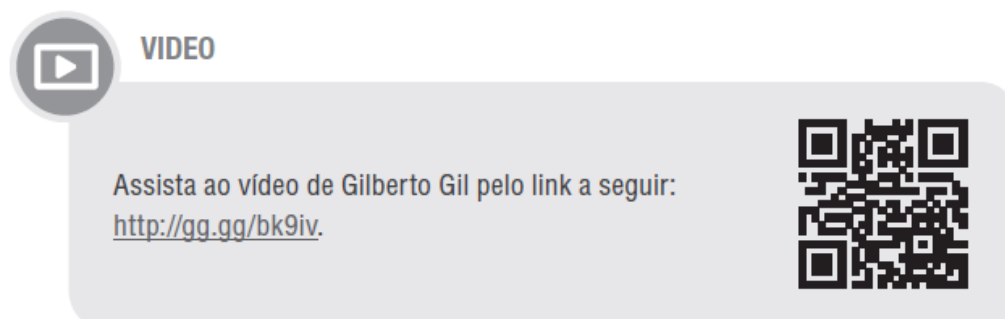 VIDEO
Assista ao vídeo de Gilberto Gil pelo link a seguir:
http://gg.gg/bk9iv.